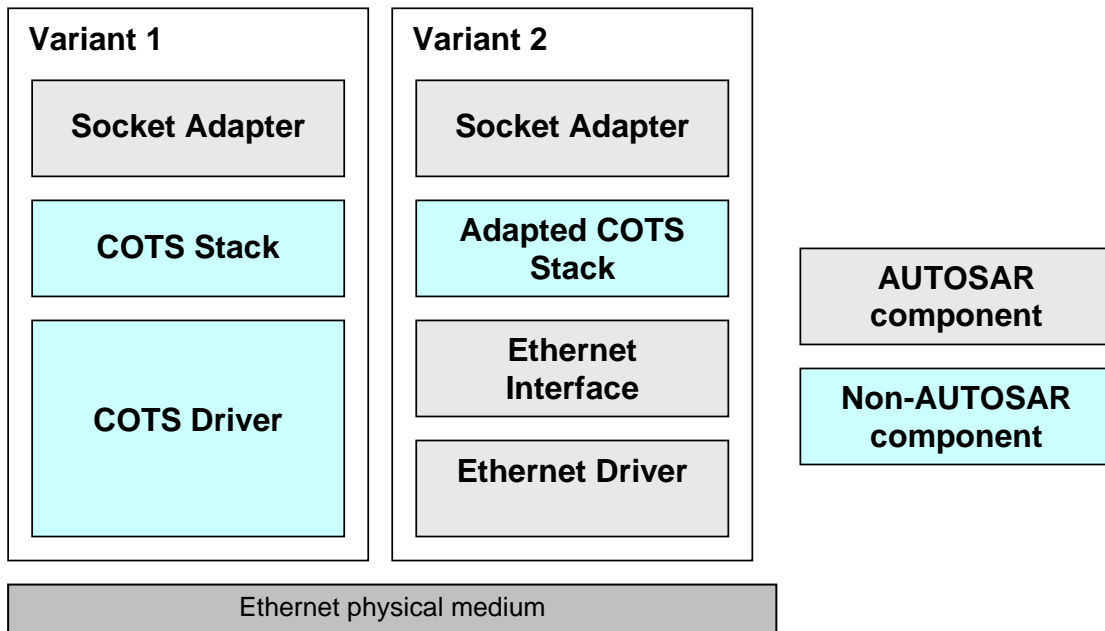 Variant 1
Socket Adapter
COTS Stack
COTS Driver
Variant 2
Socket Adapter
Adapted COTS
Stack
Ethernet
Interface
Ethernet Driver
AUTOSAR
component
Non-AUTOSAR
component
Ethernet physical medium